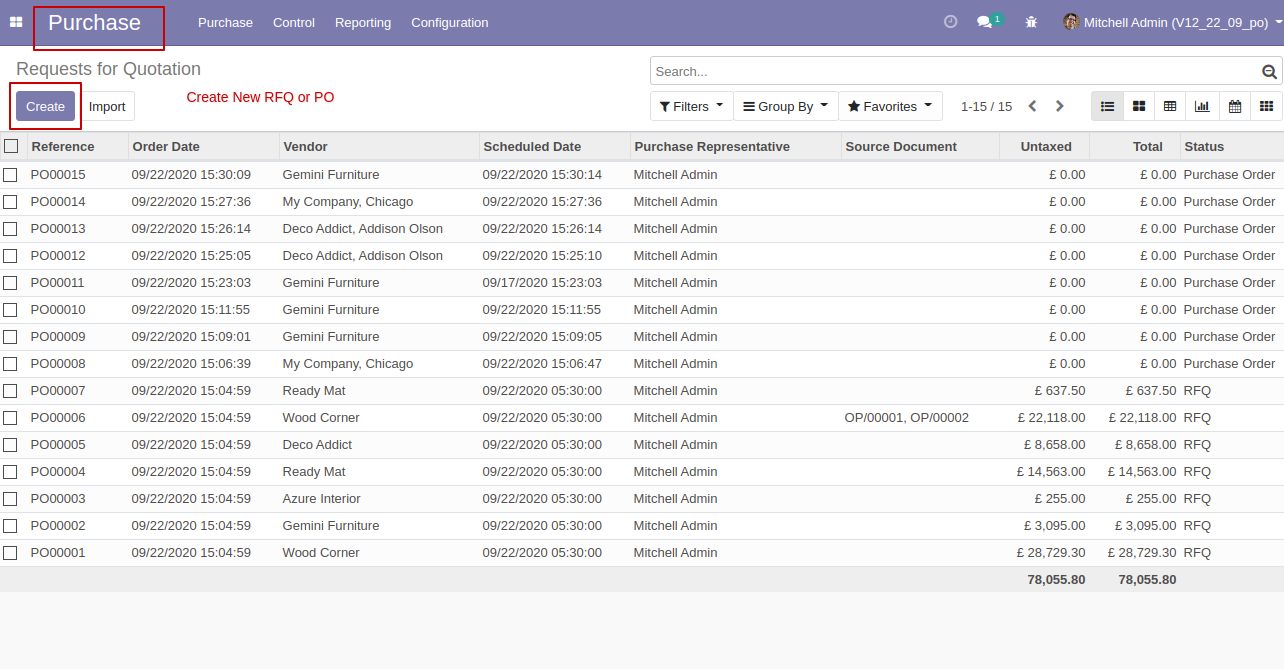 Purchase Purchase Control Reporting Configuration 1 Mitchell Admin (V12_22_09_po)
Requests for Quotation
Search...
Create Import Create New RFQ or PO
Filters Group By Favorites 1-15 / 15
Reference Order Date Vendor Scheduled Date Purchase Representative Source Document Untaxed Total Status
PO00015 09/22/2020 15:30:09 Gemini Furniture 09/22/2020 15:30:14 Mitchell Admin £ 0.00 £ 0.00 Purchase Order
PO00014 09/22/2020 15:27:36 My Company, Chicago 09/22/2020 15:27:36 Mitchell Admin £ 0.00 £ 0.00 Purchase Order
PO00013 09/22/2020 15:26:14 Deco Addict, Addison Olson 09/22/2020 15:26:14 Mitchell Admin £ 0.00 £ 0.00 Purchase Order
PO00012 09/22/2020 15:25:05 Deco Addict, Addison Olson 09/22/2020 15:25:10 Mitchell Admin £ 0.00 £ 0.00 Purchase Order
PO00011 09/22/2020 15:23:03 Gemini Furniture 09/17/2020 15:23:03 Mitchell Admin £ 0.00 £ 0.00 Purchase Order
PO00010 09/22/2020 15:11:55 Gemini Furniture 09/22/2020 15:11:55 Mitchell Admin £ 0.00 £ 0.00 Purchase Order
PO00009 09/22/2020 15:09:01 Gemini Furniture 09/22/2020 15:09:05 Mitchell Admin £ 0.00 £ 0.00 Purchase Order
PO00008 09/22/2020 15:06:39 My Company, Chicago 09/22/2020 15:06:47 Mitchell Admin £ 0.00 £ 0.00 Purchase Order
PO00007 09/22/2020 15:04:59 Ready Mat 09/22/2020 05:30:00 Mitchell Admin £ 637.50 £ 637.50 RFQ
PO00006 09/22/2020 15:04:59 Wood Corner 09/22/2020 05:30:00 Mitchell Admin OP/00001, OP/00002 £ 22,118.00 £ 22,118.00 RFQ
PO00005 09/22/2020 15:04:59 Deco Addict 09/22/2020 05:30:00 Mitchell Admin £ 8,658.00 £ 8,658.00 RFQ
PO00004 09/22/2020 15:04:59 Ready Mat 09/22/2020 05:30:00 Mitchell Admin £ 14,563.00 £ 14,563.00 RFQ
PO00003 09/22/2020 15:04:59 Azure Interior 09/22/2020 05:30:00 Mitchell Admin £ 255.00 £ 255.00 RFQ
PO00002 09/22/2020 15:04:59 Gemini Furniture 09/22/2020 05:30:00 Mitchell Admin £ 3,095.00 £ 3,095.00 RFQ
PO00001 09/22/2020 15:04:59 Wood Corner 09/22/2020 05:30:00 Mitchell Admin £ 28,729.30 £ 28,729.30 RFQ
78,055.80 78,055.80